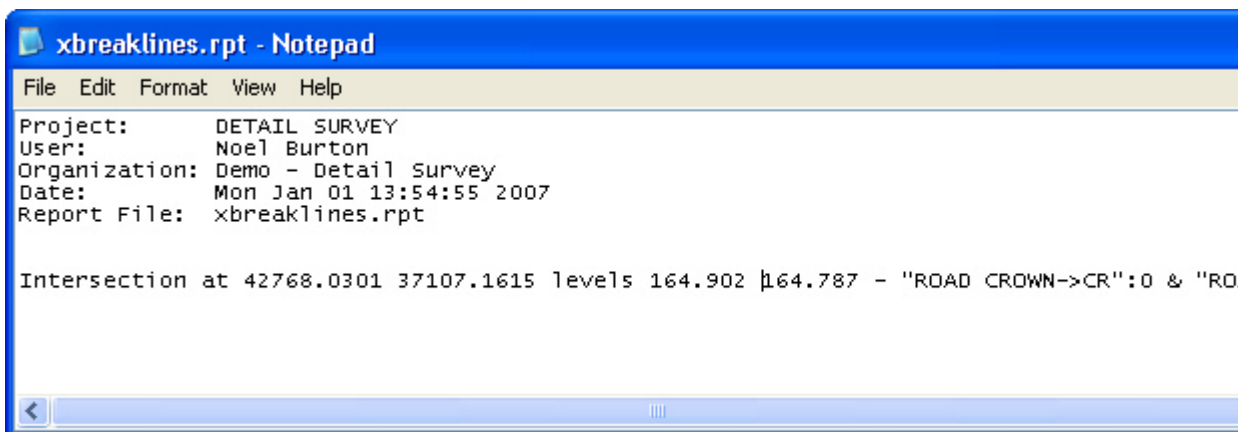 xbreaklines.rpt - Notepad
File Edit Format View Help
Project: DETAIL SURVEY
User: Noel Burton
Organization: Demo - Detail Survey
Date: Mon Jan 01 13:54:55 2007
Report File: xbreaklines.rpt
Intersection at 42768.0301 37107.1615 levels 164.902 164.787 - "ROAD CROWN->CR":0 & "RO